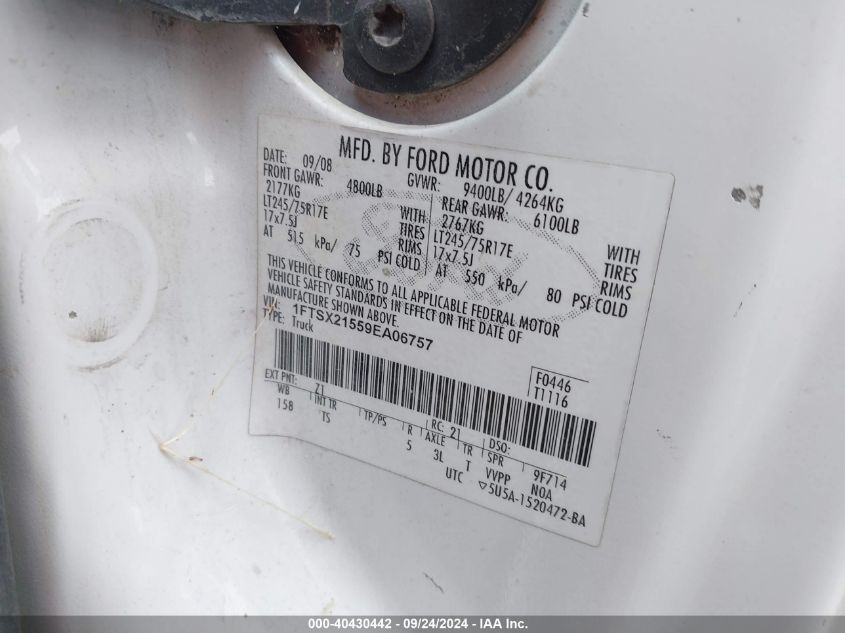 MFD. BY FORD MOTOR CO.
DATE: 09/08 GVWR: 9400LB/ 4264KG
FRONT GAWR: 4800LB REAR GAWR: 6100LB
2177KG 2767KG
LT245/75R17E WITH TIRES LT245/75R17E WITH TIRES
17x7.5J RIMS 17x7.5J RIMS
AT 515 kPa/ 75 PSI COLD AT 550 kPa/ 80 PSI COLD
THIS VEHICLE CONFORMS TO ALL APPLICABLE FEDERAL MOTOR
VEHICLE SAFETY STANDARDS IN EFFECT ON THE DATE OF
MANUFACTURE SHOWN ABOVE.
VIN: 1FTSX21559EA06757
TYPE: Truck
F0446
T1116
EXT PNT: Z1 RC: 21 DSO:
WB INT TR TP/PS R AXLE TR SPR 9F714
158 TS 5 3L T VVPP NOA
UTC ▽5U5A-1520472-BA
000-40430442 - 09/24/2024 - IAA Inc.